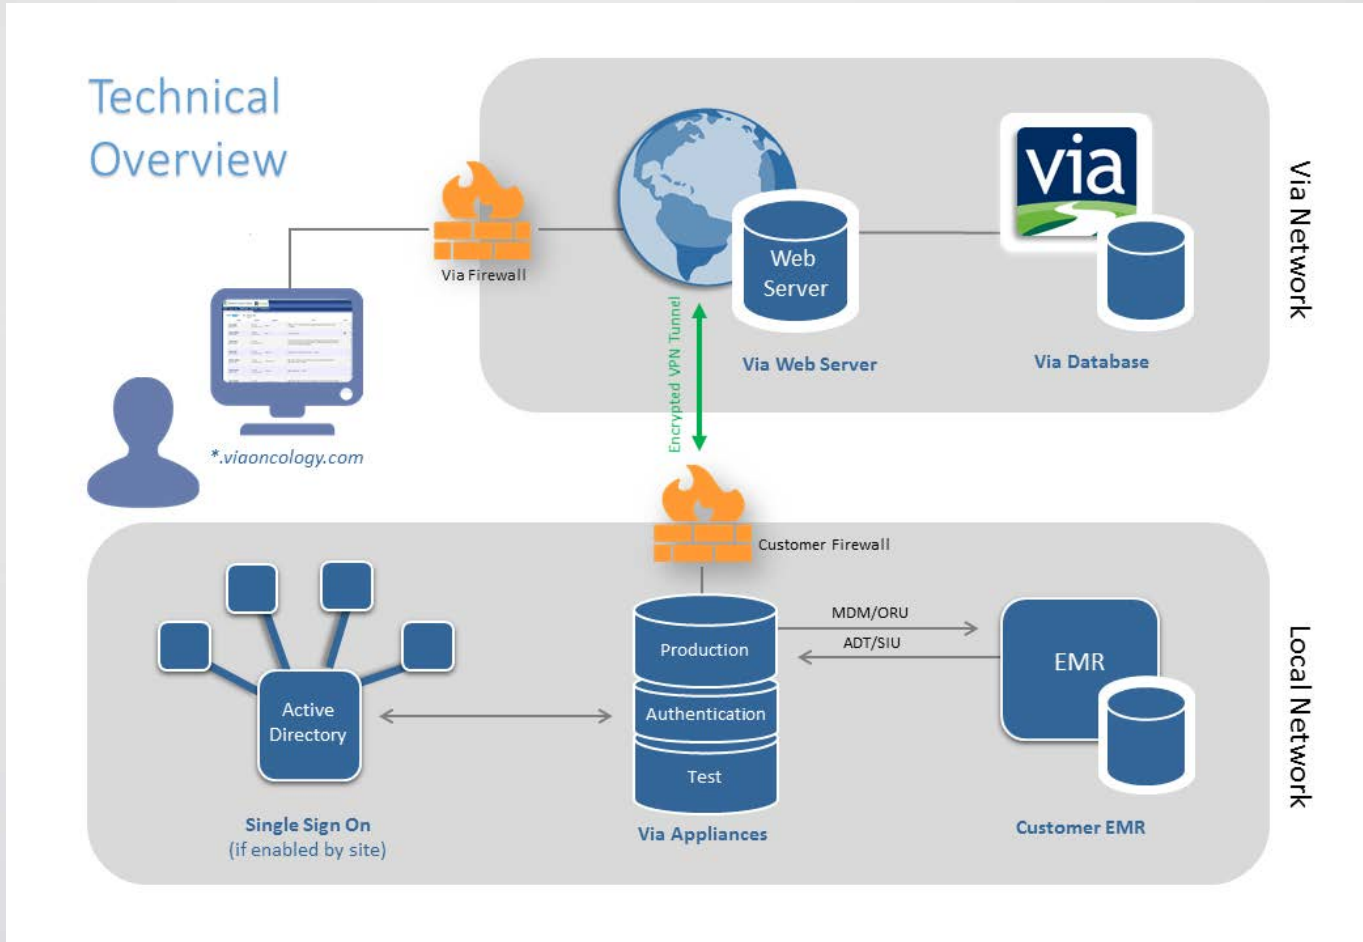 Technical
Overview
Via Firewall
*.viaoncology.com
via
Web
Server
Via Web Server
Via Database
Via Network
Encrypted VPN Tunnel
Customer Firewall
Active
Directory
Single Sign On
(if enabled by site)
Production
Authentication
Test
Via Appliances
MDM/ORU
ADT/SIU
EMR
Customer EMR
Local Network